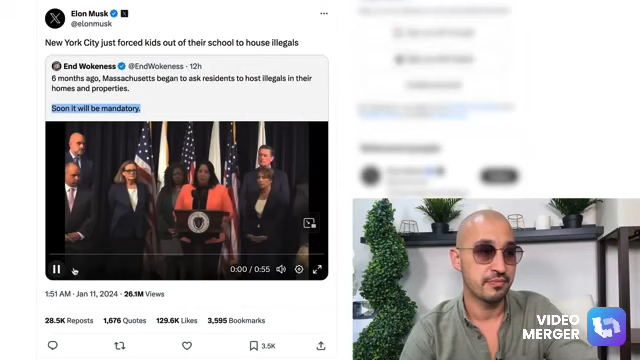 Elon Musk
@elonmusk
New York City just forced kids out of their school to house illegals
End Wokeness @EndWokeness · 12h
6 months ago, Massachusetts began to ask residents to host illegals in their
homes and properties.
Soon it will be mandatory.
0:00 / 0:55
1:51 AM · Jan 11, 2024 · 26.1M Views
28.5K Reposts 1,676 Quotes 129.6K Likes 3,595 Bookmarks
3.5K
VIDEO
MERGER